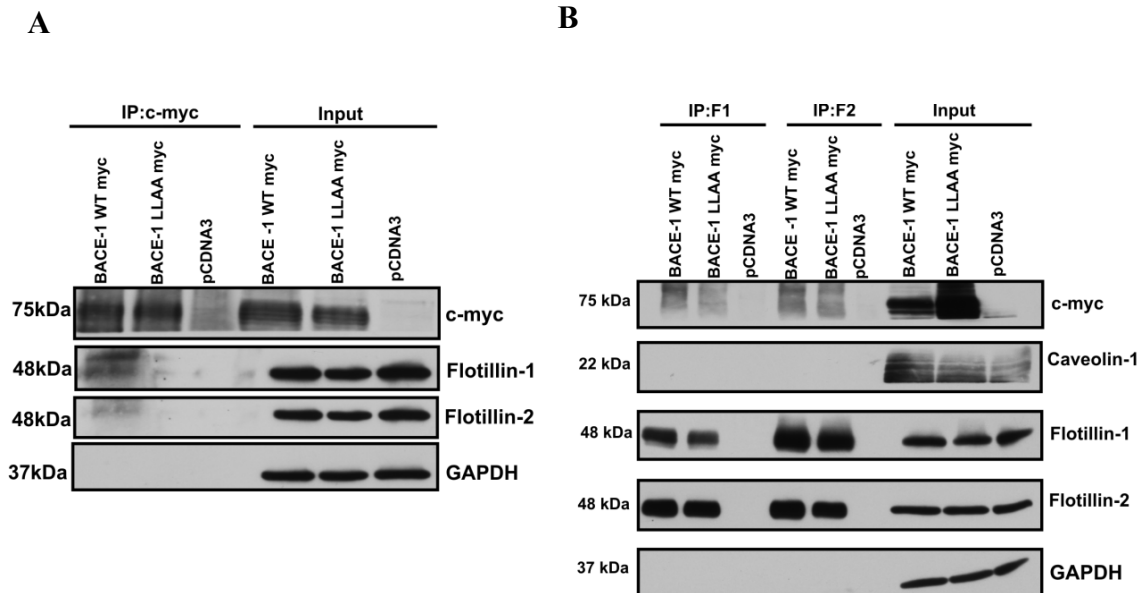 A
IP:c-myc
Input
BACE-1 WT myc
BACE-1 LLAA myc
pCDNA3
BACE-1 WT myc
BACE-1 LLAA myc
pCDNA3
75kDa
c-myc
48kDa
Flotillin-1
48kDa
Flotillin-2
37kDa
GAPDH
B
IP:F1
IP:F2
Input
BACE-1 WT myc
BACE-1 LLAA myc
pCDNA3
BACE -1 WT myc
BACE-1 LLAA myc
pCDNA3
BACE-1 WT myc
BACE-1 LLAA myc
pCDNA3
75 kDa
c-myc
22 kDa
Caveolin-1
48 kDa
Flotillin-1
48 kDa
Flotillin-2
37 kDa
GAPDH